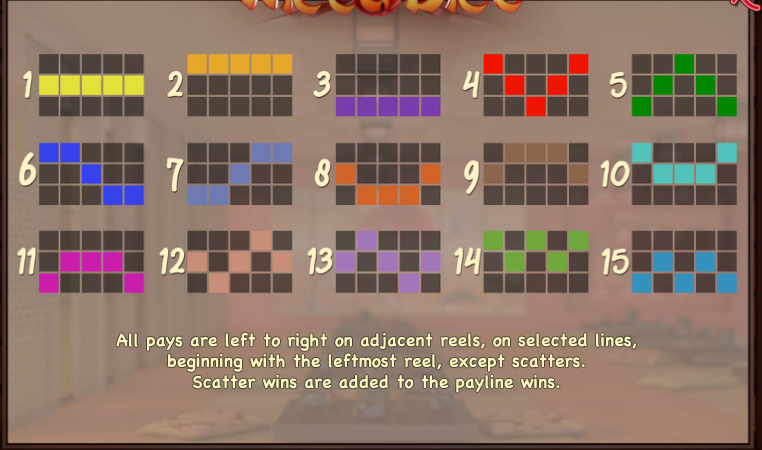 1 2 3 4 5
6 7 8 9 10
11 12 13 14 15
All pays are left to right on adjacent reels, on selected lines,
beginning with the leftmost reel, except scatters.
Scatter wins are added to the payline wins.